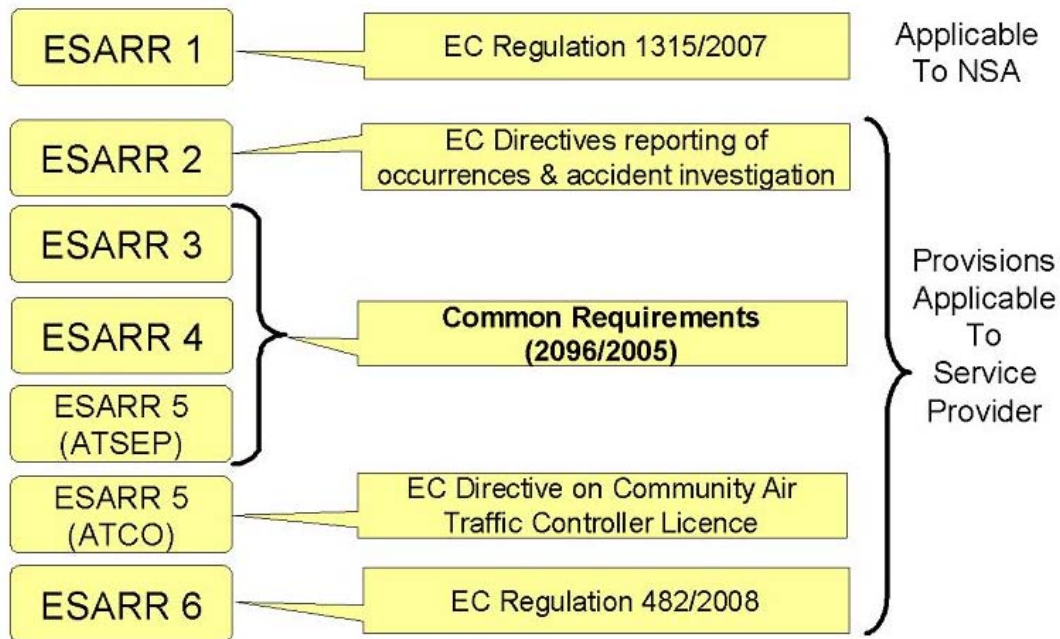 ESARR 1
EC Regulation 1315/2007
Applicable
To NSA
ESARR 2
EC Directives reporting of
occurrences & accident investigation
ESARR 3
ESARR 4
ESARR 5
(ATSEP)
Common Requirements
(2096/2005)
ESARR 5
(ATCO)
EC Directive on Community Air
Traffic Controller Licence
ESARR 6
EC Regulation 482/2008
Provisions
Applicable
To
Service
Provider